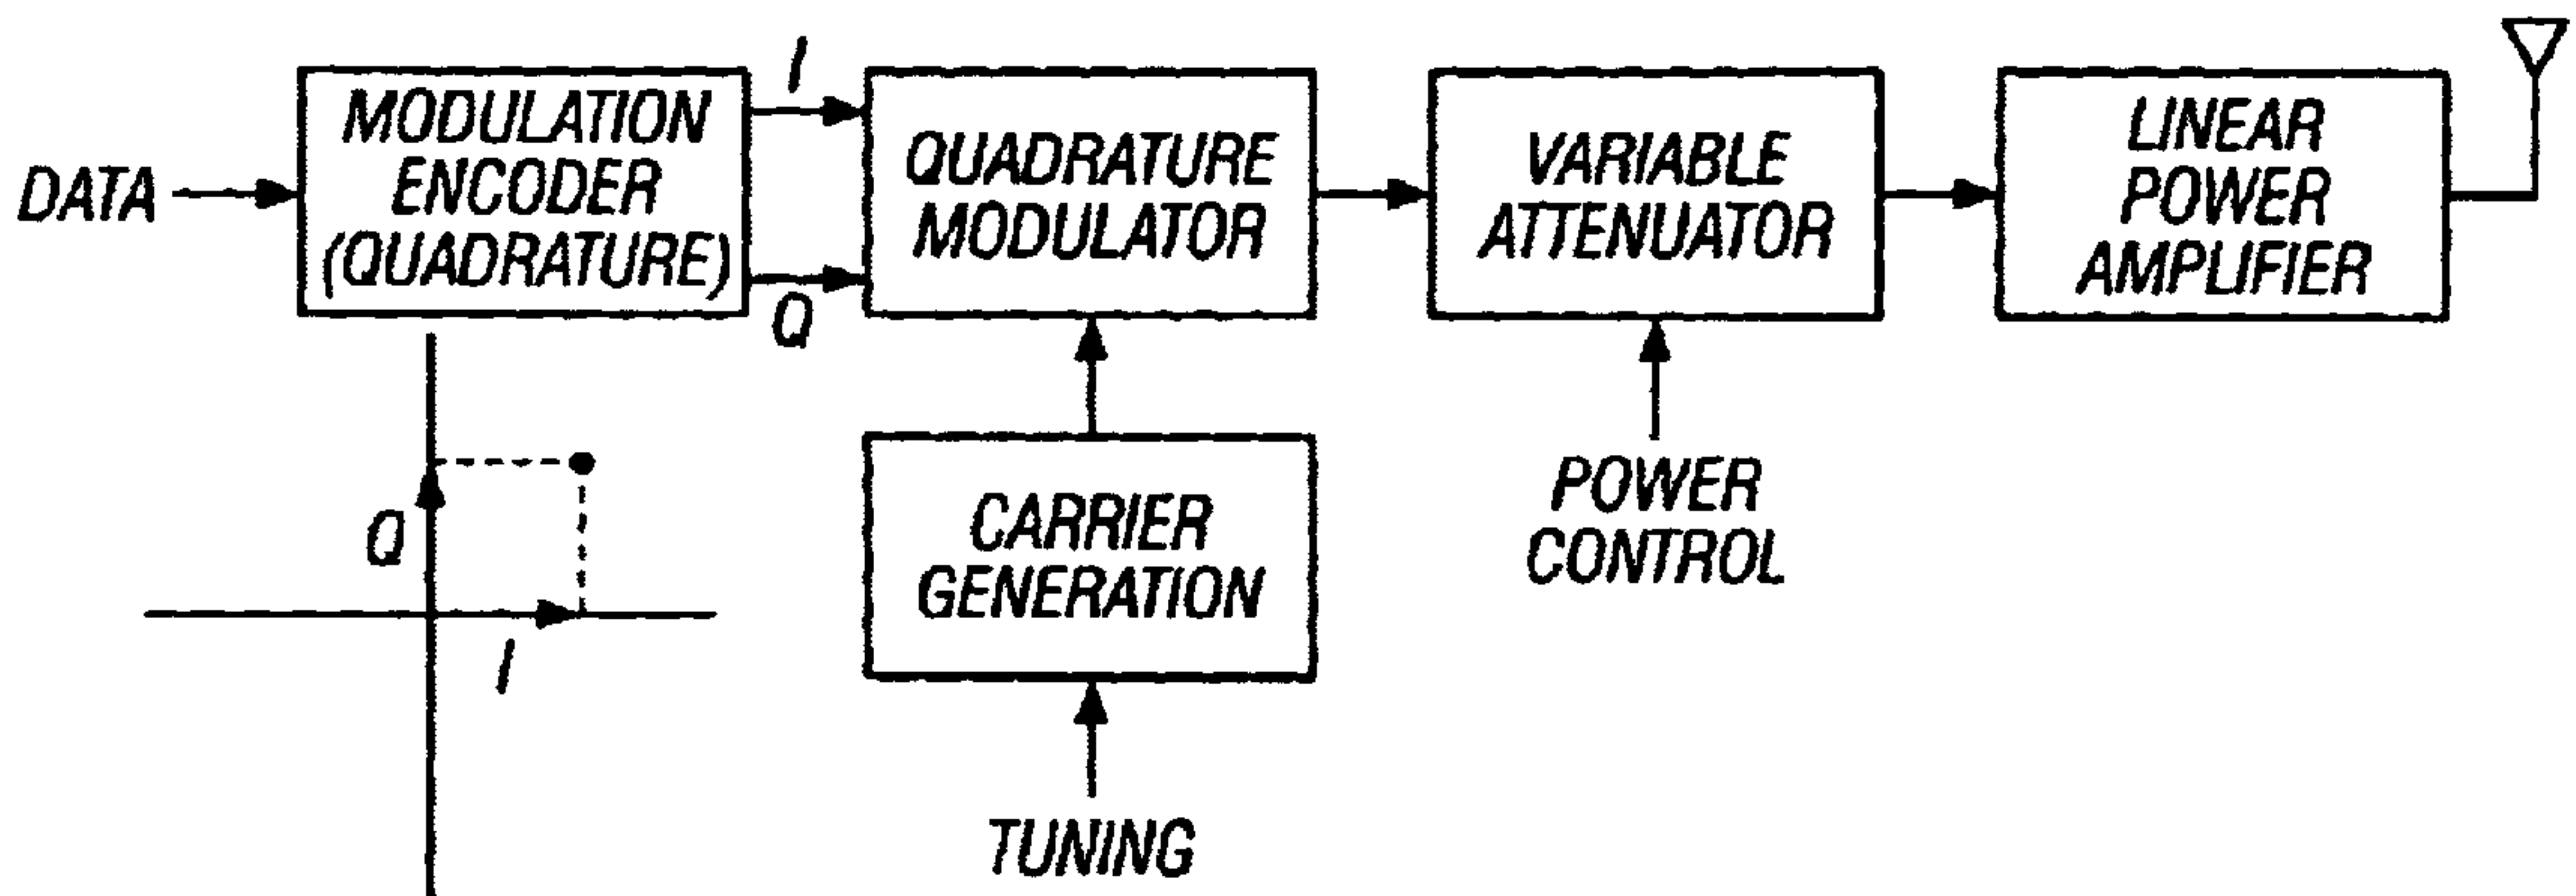 DATA
MODULATION
ENCODER
(QUADRATURE)
I
Q
QUADRATURE
MODULATOR
VARIABLE
ATTENUATOR
LINEAR
POWER
AMPLIFIER
Q
I
CARRIER
GENERATION
POWER
CONTROL
TUNING